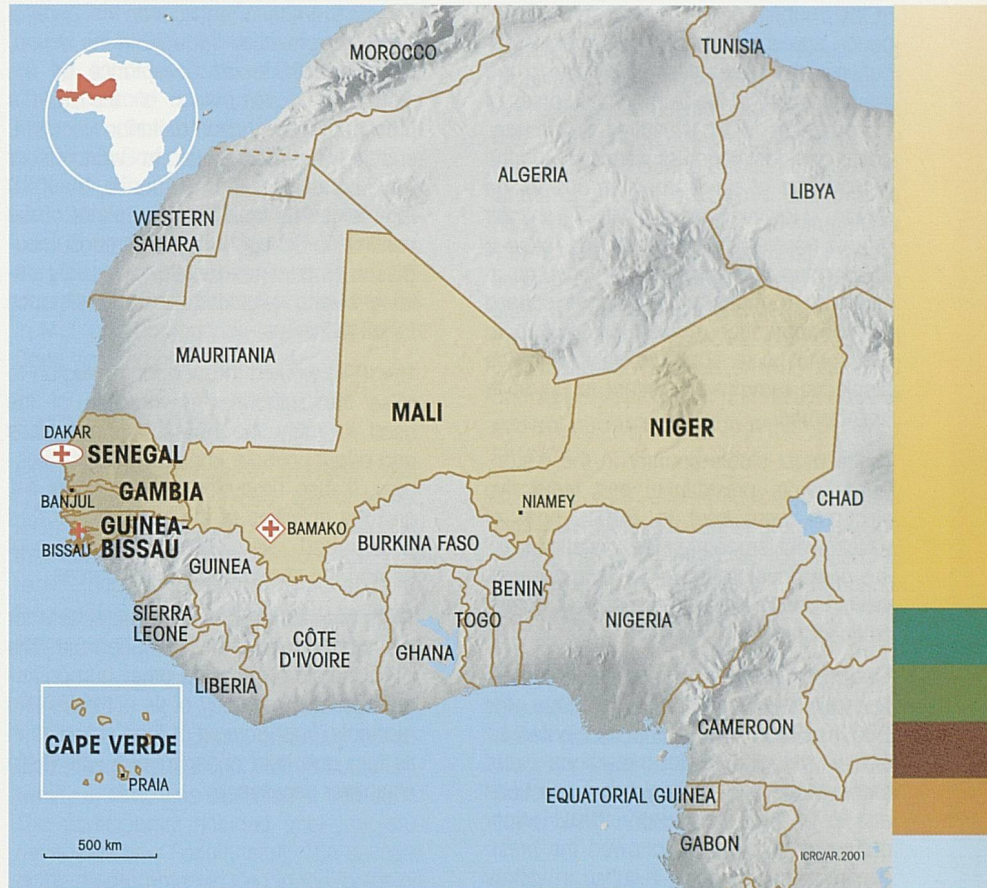 MOROCCO
TUNISIA
ALGERIA
LIBYA
WESTERN
SAHARA
MAURITANIA
MALI
NIGER
DAKAR
SENEGAL
GAMBIA
BANJUL
GUINEA-
BISSAU
BISSAU
BAMAKO
NIAMEY
CHAD
BURKINA FASO
GUINEA
BENIN
SIERRA
LEONE
TOGO
NIGERIA
CÔTE
D'IVOIRE
GHANA
LIBERIA
CAMEROON
CAPE VERDE
PRAIA
EQUATORIAL GUINEA
GABON
500 km
ICRC/AR.2001